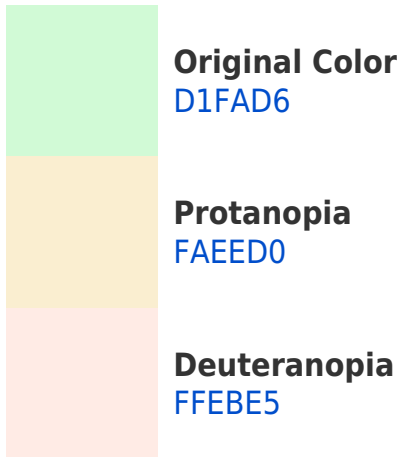 Original Color
D1FAD6
Protanopia
FAEED0
Deuteranopia
FFEBE5